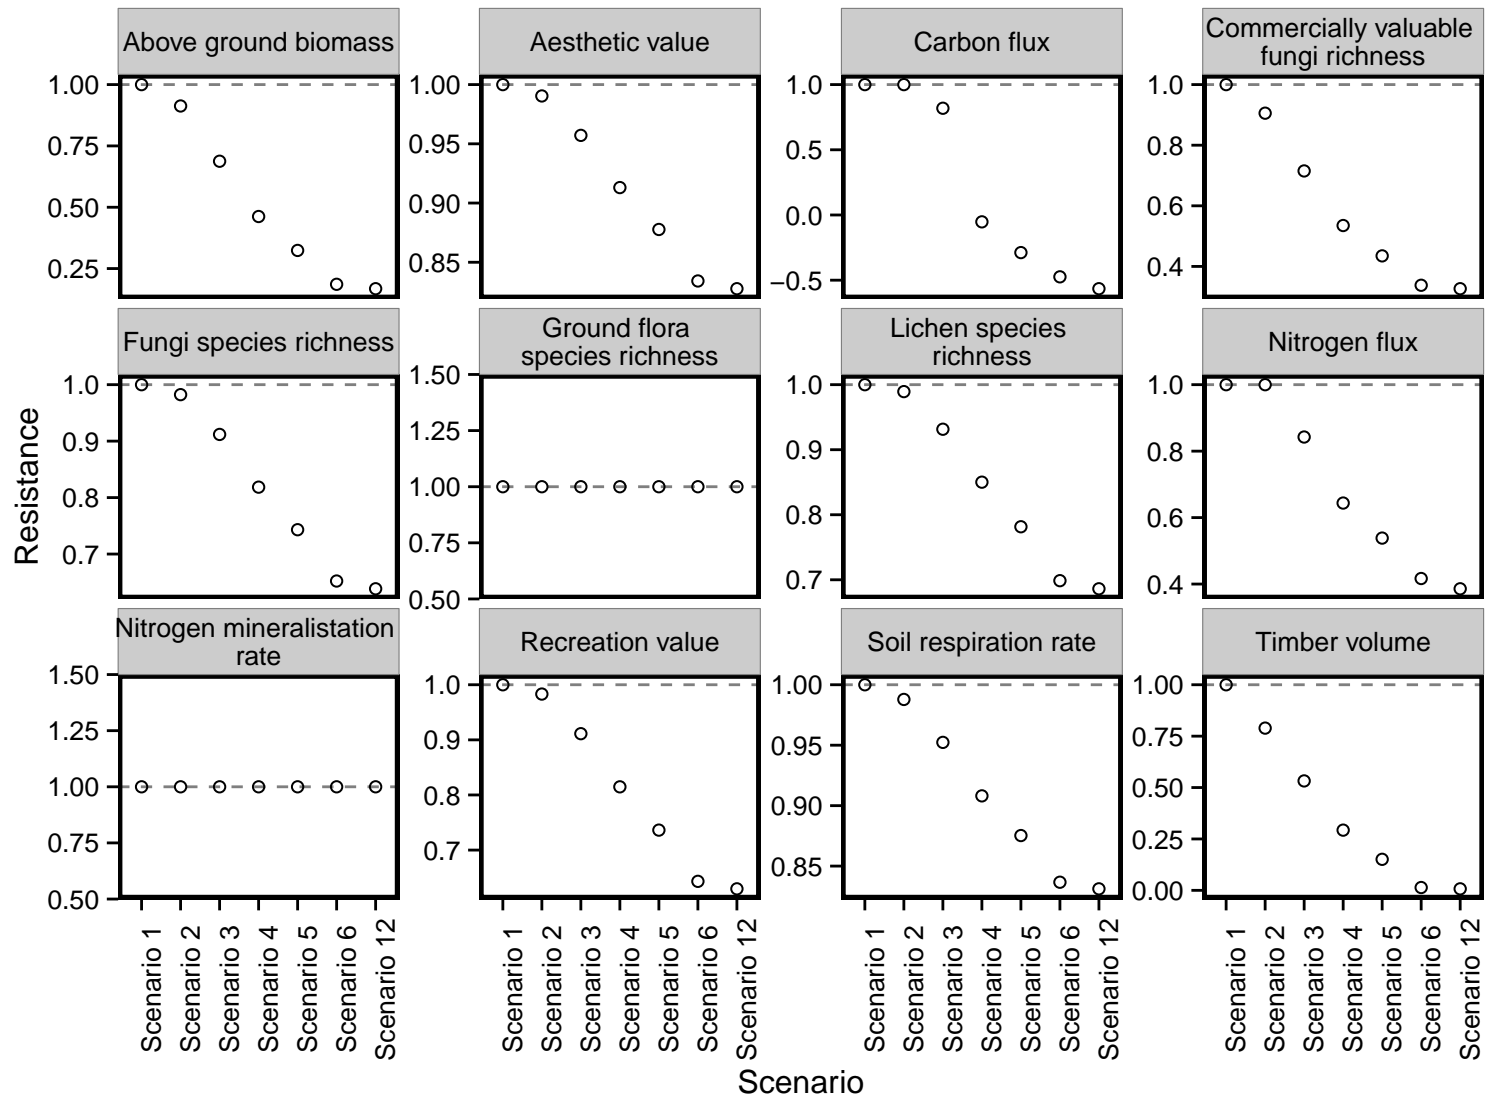 Above ground biomass
Aesthetic value
Carbon flux
Commercially valuable
fungi richness
1.00
0.75
0.50
0.25
1.00
0.95
0.90
0.85
1.0
0.5
0.0
−0.5
1.0
0.8
0.6
0.4
Fungi species richness
Ground flora
species richness
Lichen species
richness
Nitrogen flux
1.0
0.9
0.8
0.7
1.50
1.25
1.00
0.75
0.50
1.0
0.9
0.8
0.7
1.0
0.8
0.6
0.4
Resistance
Nitrogen mineralistation
rate
Recreation value
Soil respiration rate
Timber volume
1.50
1.25
1.00
0.75
0.50
1.0
0.9
0.8
0.7
1.00
0.95
0.90
0.85
1.00
0.75
0.50
0.25
0.00
Scenario 1
Scenario 2
Scenario 3
Scenario 4
Scenario 5
Scenario 6
Scenario 12
Scenario 1
Scenario 2
Scenario 3
Scenario 4
Scenario 5
Scenario 6
Scenario 12
Scenario 1
Scenario 2
Scenario 3
Scenario 4
Scenario 5
Scenario 6
Scenario 12
Scenario 1
Scenario 2
Scenario 3
Scenario 4
Scenario 5
Scenario 6
Scenario 12
Scenario